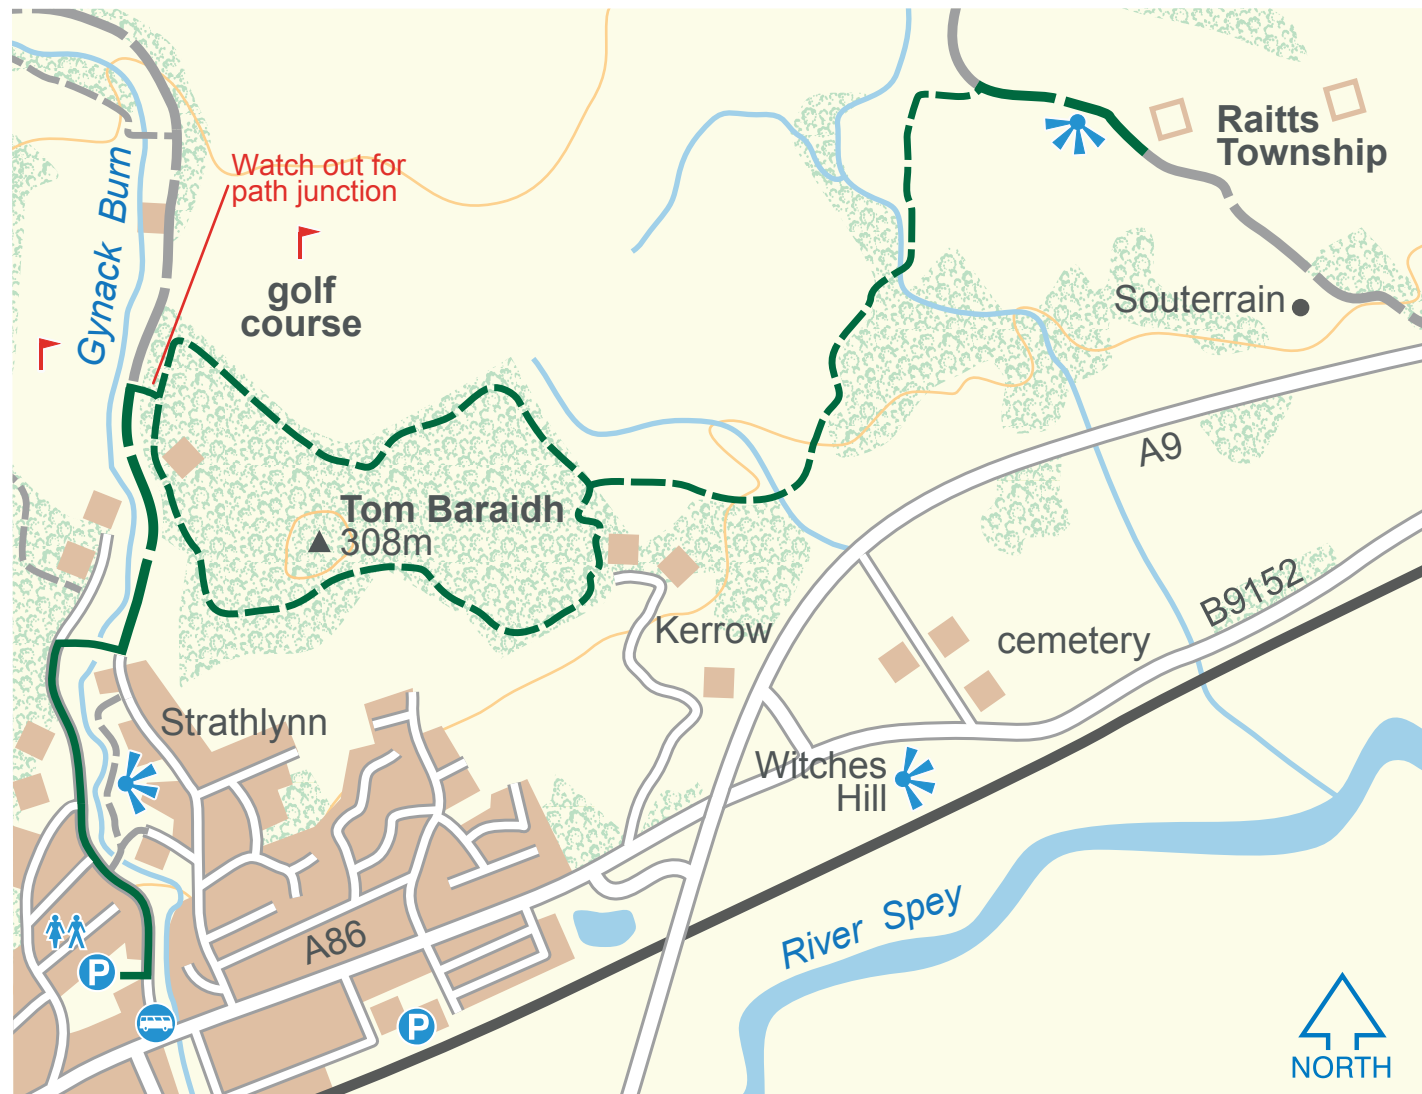 Raitts
Township
Watch out for
path junction
Gynack Burn
golf
course
Souterrain
A9
Tom Baraidh
308m
B9152
Kerrow
cemetery
Strathlynn
Witches
Hill
River Spey
A86
P
P
NORTH